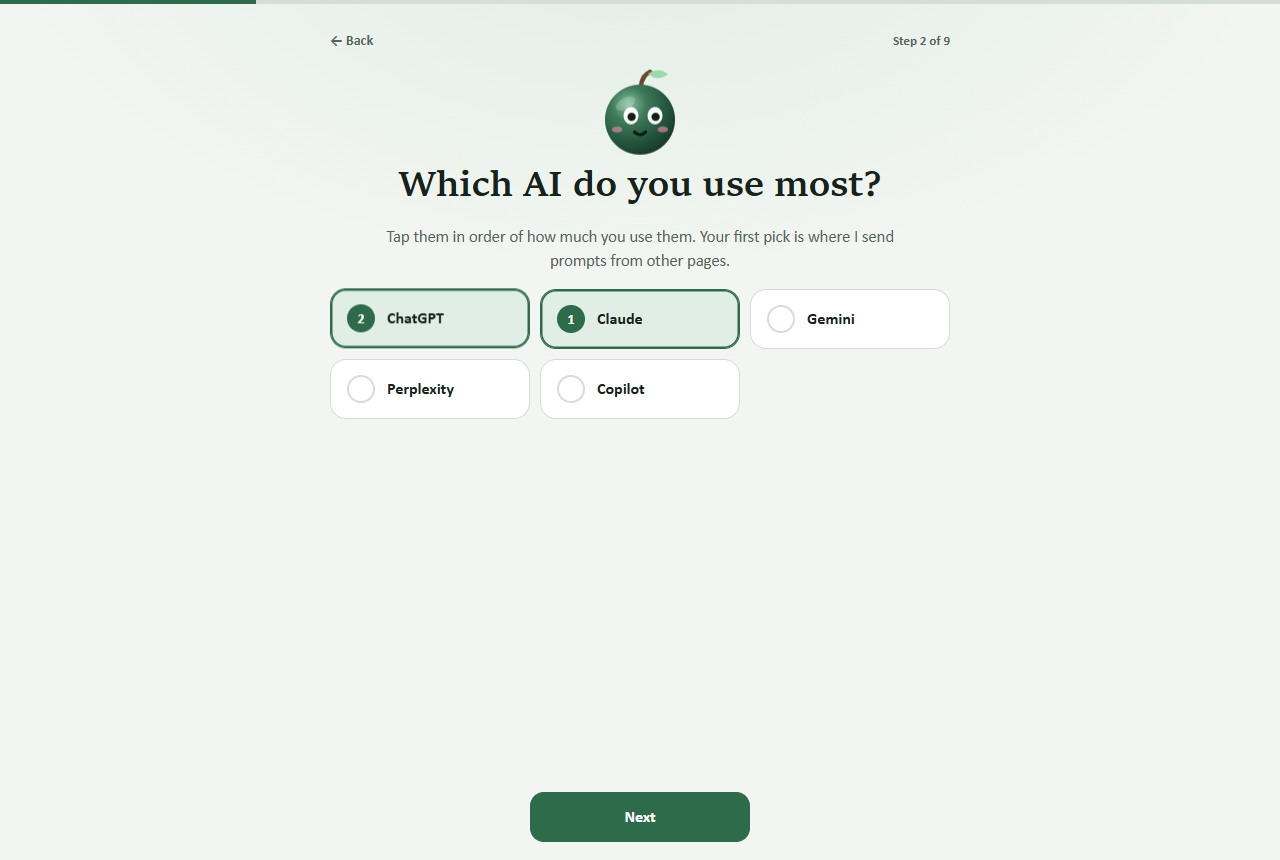 ← Back
Step 2 of 9
Which AI do you use most?
Tap them in order of how much you use them. Your first pick is where I send
prompts from other pages.
2 ChatGPT
1 Claude
Gemini
Perplexity
Copilot
Next